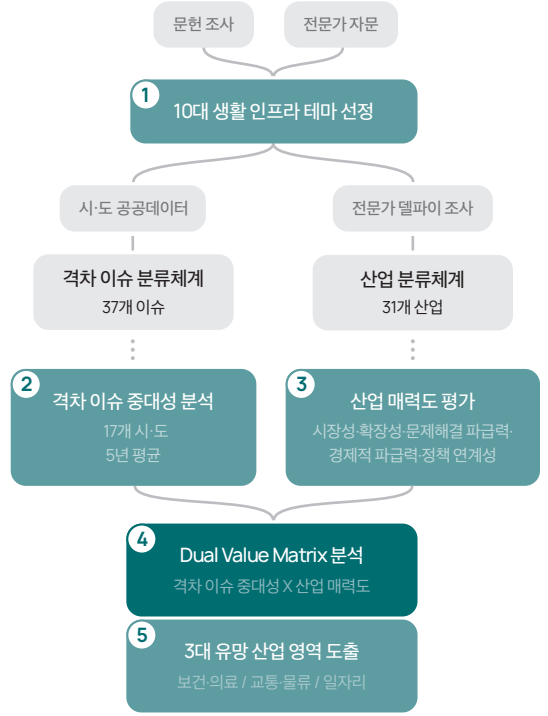 문헌 조사
전문가 자문
1
10대 생활 인프라 테마 선정
시·도 공공데이터
전문가 델파이 조사
격차 이슈 분류체계
37개 이슈
산업 분류체계
31개 산업
2
격차 이슈 중대성 분석
17개 시·도
5년 평균
3
산업 매력도 평가
시장성·확장성·문제해결 파급력·
경제적 파급력·정책 연계성
4
Dual Value Matrix 분석
격차 이슈 중대성 X 산업 매력도
5
3대 유망 산업 영역 도출
보건·의료 / 교통·물류 / 일자리